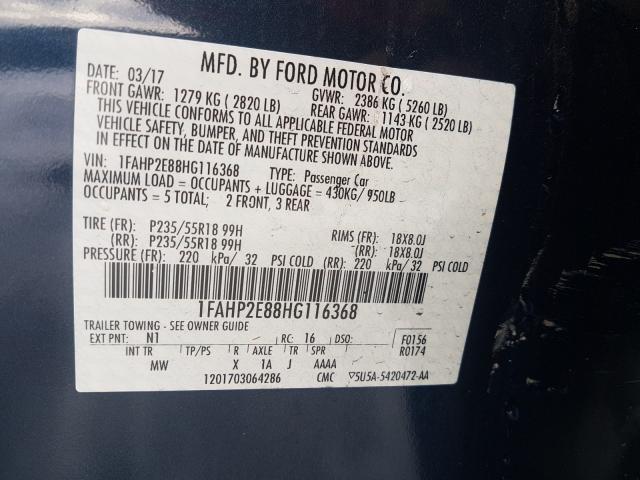 MFD. BY FORD MOTOR CO.
DATE: 03/17 GVWR: 2386 KG ( 5260 LB)
FRONT GAWR: 1279 KG ( 2820 LB) REAR GAWR: 1143 KG ( 2520 LB)
THIS VEHICLE CONFORMS TO ALL APPLICABLE FEDERAL MOTOR
VEHICLE SAFETY, BUMPER, AND THEFT PREVENTION STANDARDS
IN EFFECT ON THE DATE OF MANUFACTURE SHOWN ABOVE.
VIN: 1FAHP2E88HG116368 TYPE: Passenger Car
MAXIMUM LOAD = OCCUPANTS + LUGGAGE = 430KG/ 950LB
OCCUPANTS = 5 TOTAL; 2 FRONT, 3 REAR
TIRE (FR): P235/55R18 99H RIMS (FR): 18X8.0J
(RR): P235/55R18 99H (RR): 18X8.0J
PRESSURE (FR): 220 kPa/ 32 PSI COLD (RR): 220 kPa/ 32 PSI COLD
1FAHP2E88HG116368
TRAILER TOWING - SEE OWNER GUIDE
EXT PNT: N1 RC: 16 DSO: F0156
R0174
INT TR TP/PS R AXLE TR SPR
MW X 1A J AAAA
1201703064286 CMC ▽5U5A-5420472-AA